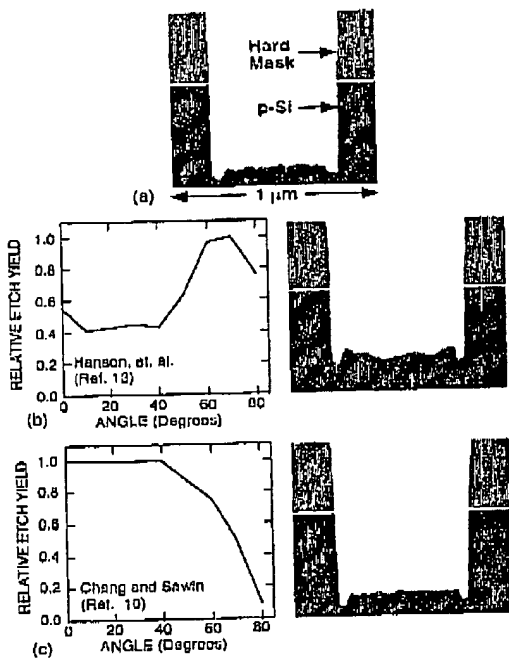 Hard
Mask
p-Si
(a)
1 μm
RELATIVE ETCH YIELD
1.0
0.8
0.6
0.4
0.2
0.0
Hanson, et. al.
(Ref. 13)
0 20 40 60 80
ANGLE (Degrees)
(b)
RELATIVE ETCH YIELD
1.0
0.8
0.6
0.4
0.2
0
Chang and Sawin
(Ref. 10)
0 20 40 60 80
ANGLE (Degrees)
(c)